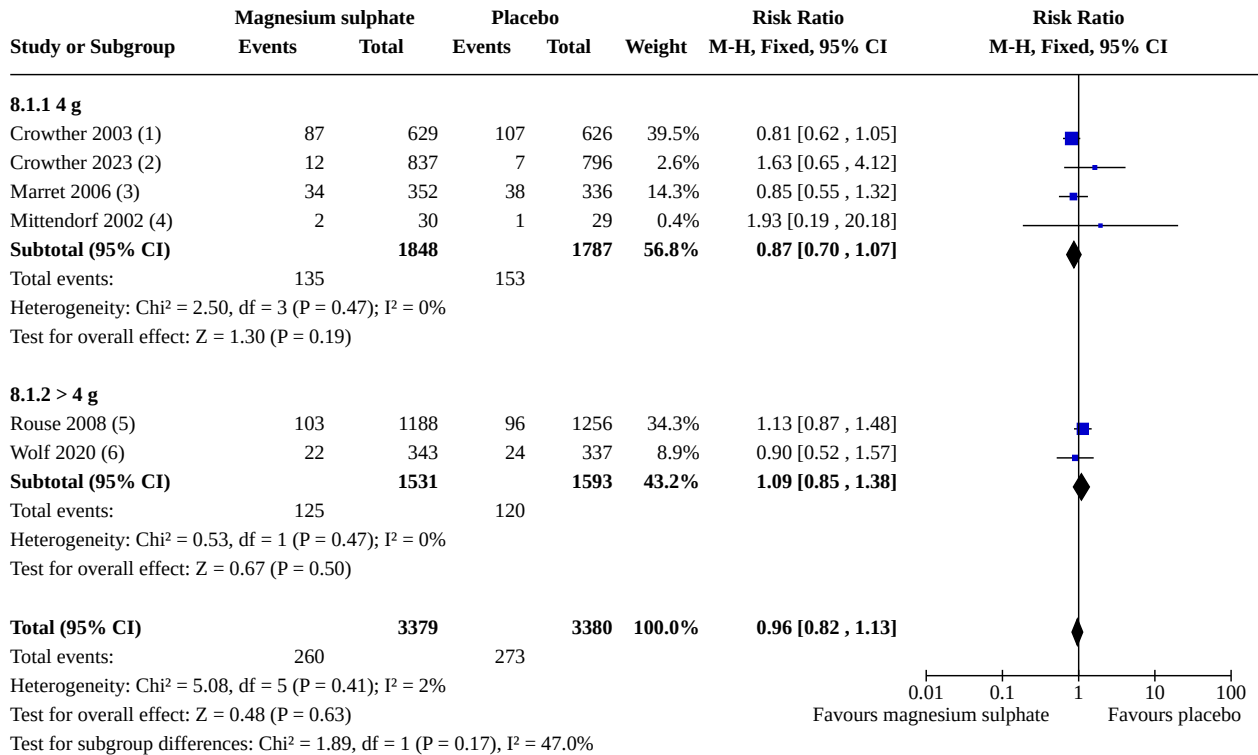 Magnesium sulphate Placebo Risk Ratio Risk Ratio
Study or Subgroup Events Total Events Total Weight M-H, Fixed, 95% CI M-H, Fixed, 95% CI
8.1.1 4 g
Crowther 2003 (1) 87 629 107 626 39.5% 0.81 [0.62 , 1.05]
Crowther 2023 (2) 12 837 7 796 2.6% 1.63 [0.65 , 4.12]
Marret 2006 (3) 34 352 38 336 14.3% 0.85 [0.55 , 1.32]
Mittendorf 2002 (4) 2 30 1 29 0.4% 1.93 [0.19 , 20.18]
Subtotal (95% CI) 1848 1787 56.8% 0.87 [0.70 , 1.07]
Total events: 135 153
Heterogeneity: Chi² = 2.50, df = 3 (P = 0.47); I² = 0%
Test for overall effect: Z = 1.30 (P = 0.19)
8.1.2 > 4 g
Rouse 2008 (5) 103 1188 96 1256 34.3% 1.13 [0.87 , 1.48]
Wolf 2020 (6) 22 343 24 337 8.9% 0.90 [0.52 , 1.57]
Subtotal (95% CI) 1531 1593 43.2% 1.09 [0.85 , 1.38]
Total events: 125 120
Heterogeneity: Chi² = 0.53, df = 1 (P = 0.47); I² = 0%
Test for overall effect: Z = 0.67 (P = 0.50)
Total (95% CI) 3379 3380 100.0% 0.96 [0.82 , 1.13]
Total events: 260 273
Heterogeneity: Chi² = 5.08, df = 5 (P = 0.41); I² = 2%
0.01 0.1 1 10 100
Test for overall effect: Z = 0.48 (P = 0.63)
Favours magnesium sulphate Favours placebo
Test for subgroup differences: Chi² = 1.89, df = 1 (P = 0.17), I² = 47.0%